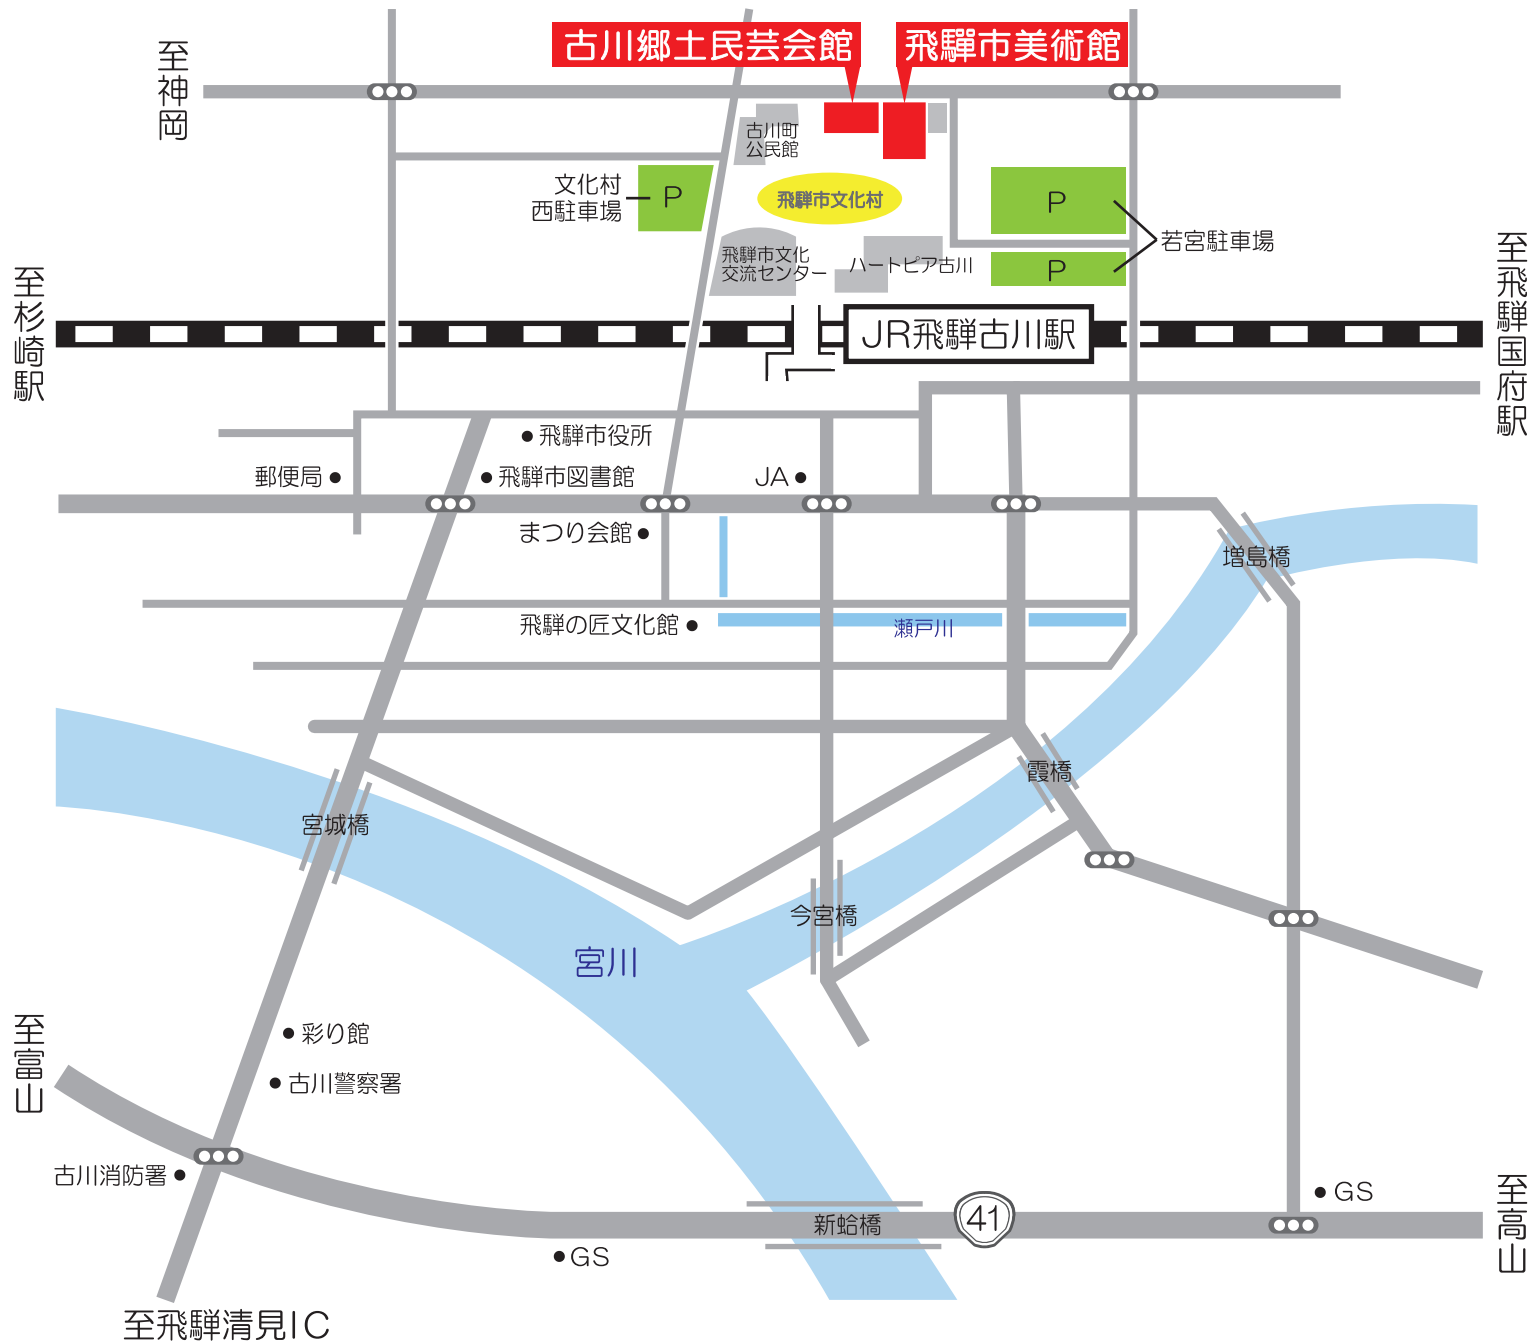 古川郷土民芸会館
飛驒市美術館
至神岡
古川町
公民館
文化村
西駐車場
P
飛騨市文化村
P
P
若宮駐車場
飛騨市文化
交流センター
ハートピア古川
至杉崎駅
JR飛騨古川駅
至飛騨国府駅
飛騨市役所
郵便局
飛騨市図書館
JA
まつり会館
増島橋
飛騨の匠文化館
瀬戸川
霞橋
宮城橋
今宮橋
宮川
至富山
彩り館
古川警察署
古川消防署
新蛤橋
41
GS
GS
至高山
至飛騨清見IC